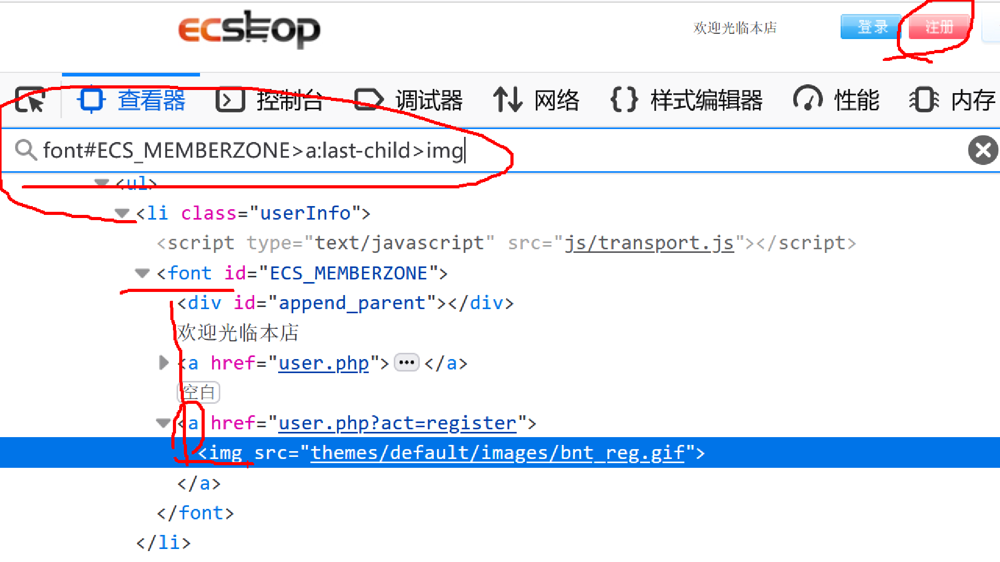 ecshop
欢迎光临本店
登录
注册
查看器 控制台 调试器 网络 样式编辑器 性能 内存
font#ECS_MEMBERZONE>a:last-child>img
<ul>
<li class="userInfo">
<script type="text/javascript" src="js/transport.js"></script>
<font id="ECS_MEMBERZONE">
<div id="append_parent"></div>
欢迎光临本店
<a href="user.php">•••</a>
空白
<a href="user.php?act=register">
<img src="themes/default/images/bnt_reg.gif">
</a>
</font>
</li>